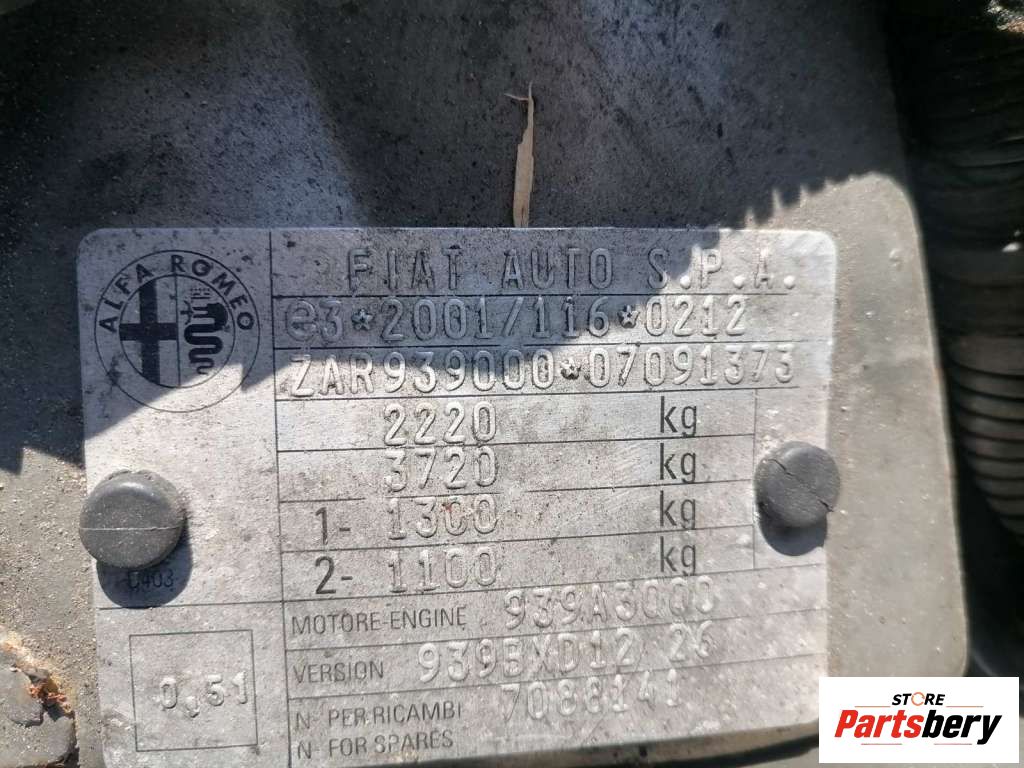 FIAT AUTO S.P.A.
ALFA ROMEO
e3*2001/116*0212
ZAR939000*07091373
2220 kg
3720 kg
1- 1300 kg
2- 1100 kg
0403
MOTORE-ENGINE 939A3000
VERSION 939BXD12 26
0.51
N° PER RICAMBI 7088141
N° FOR SPARES
STORE
Partsbery